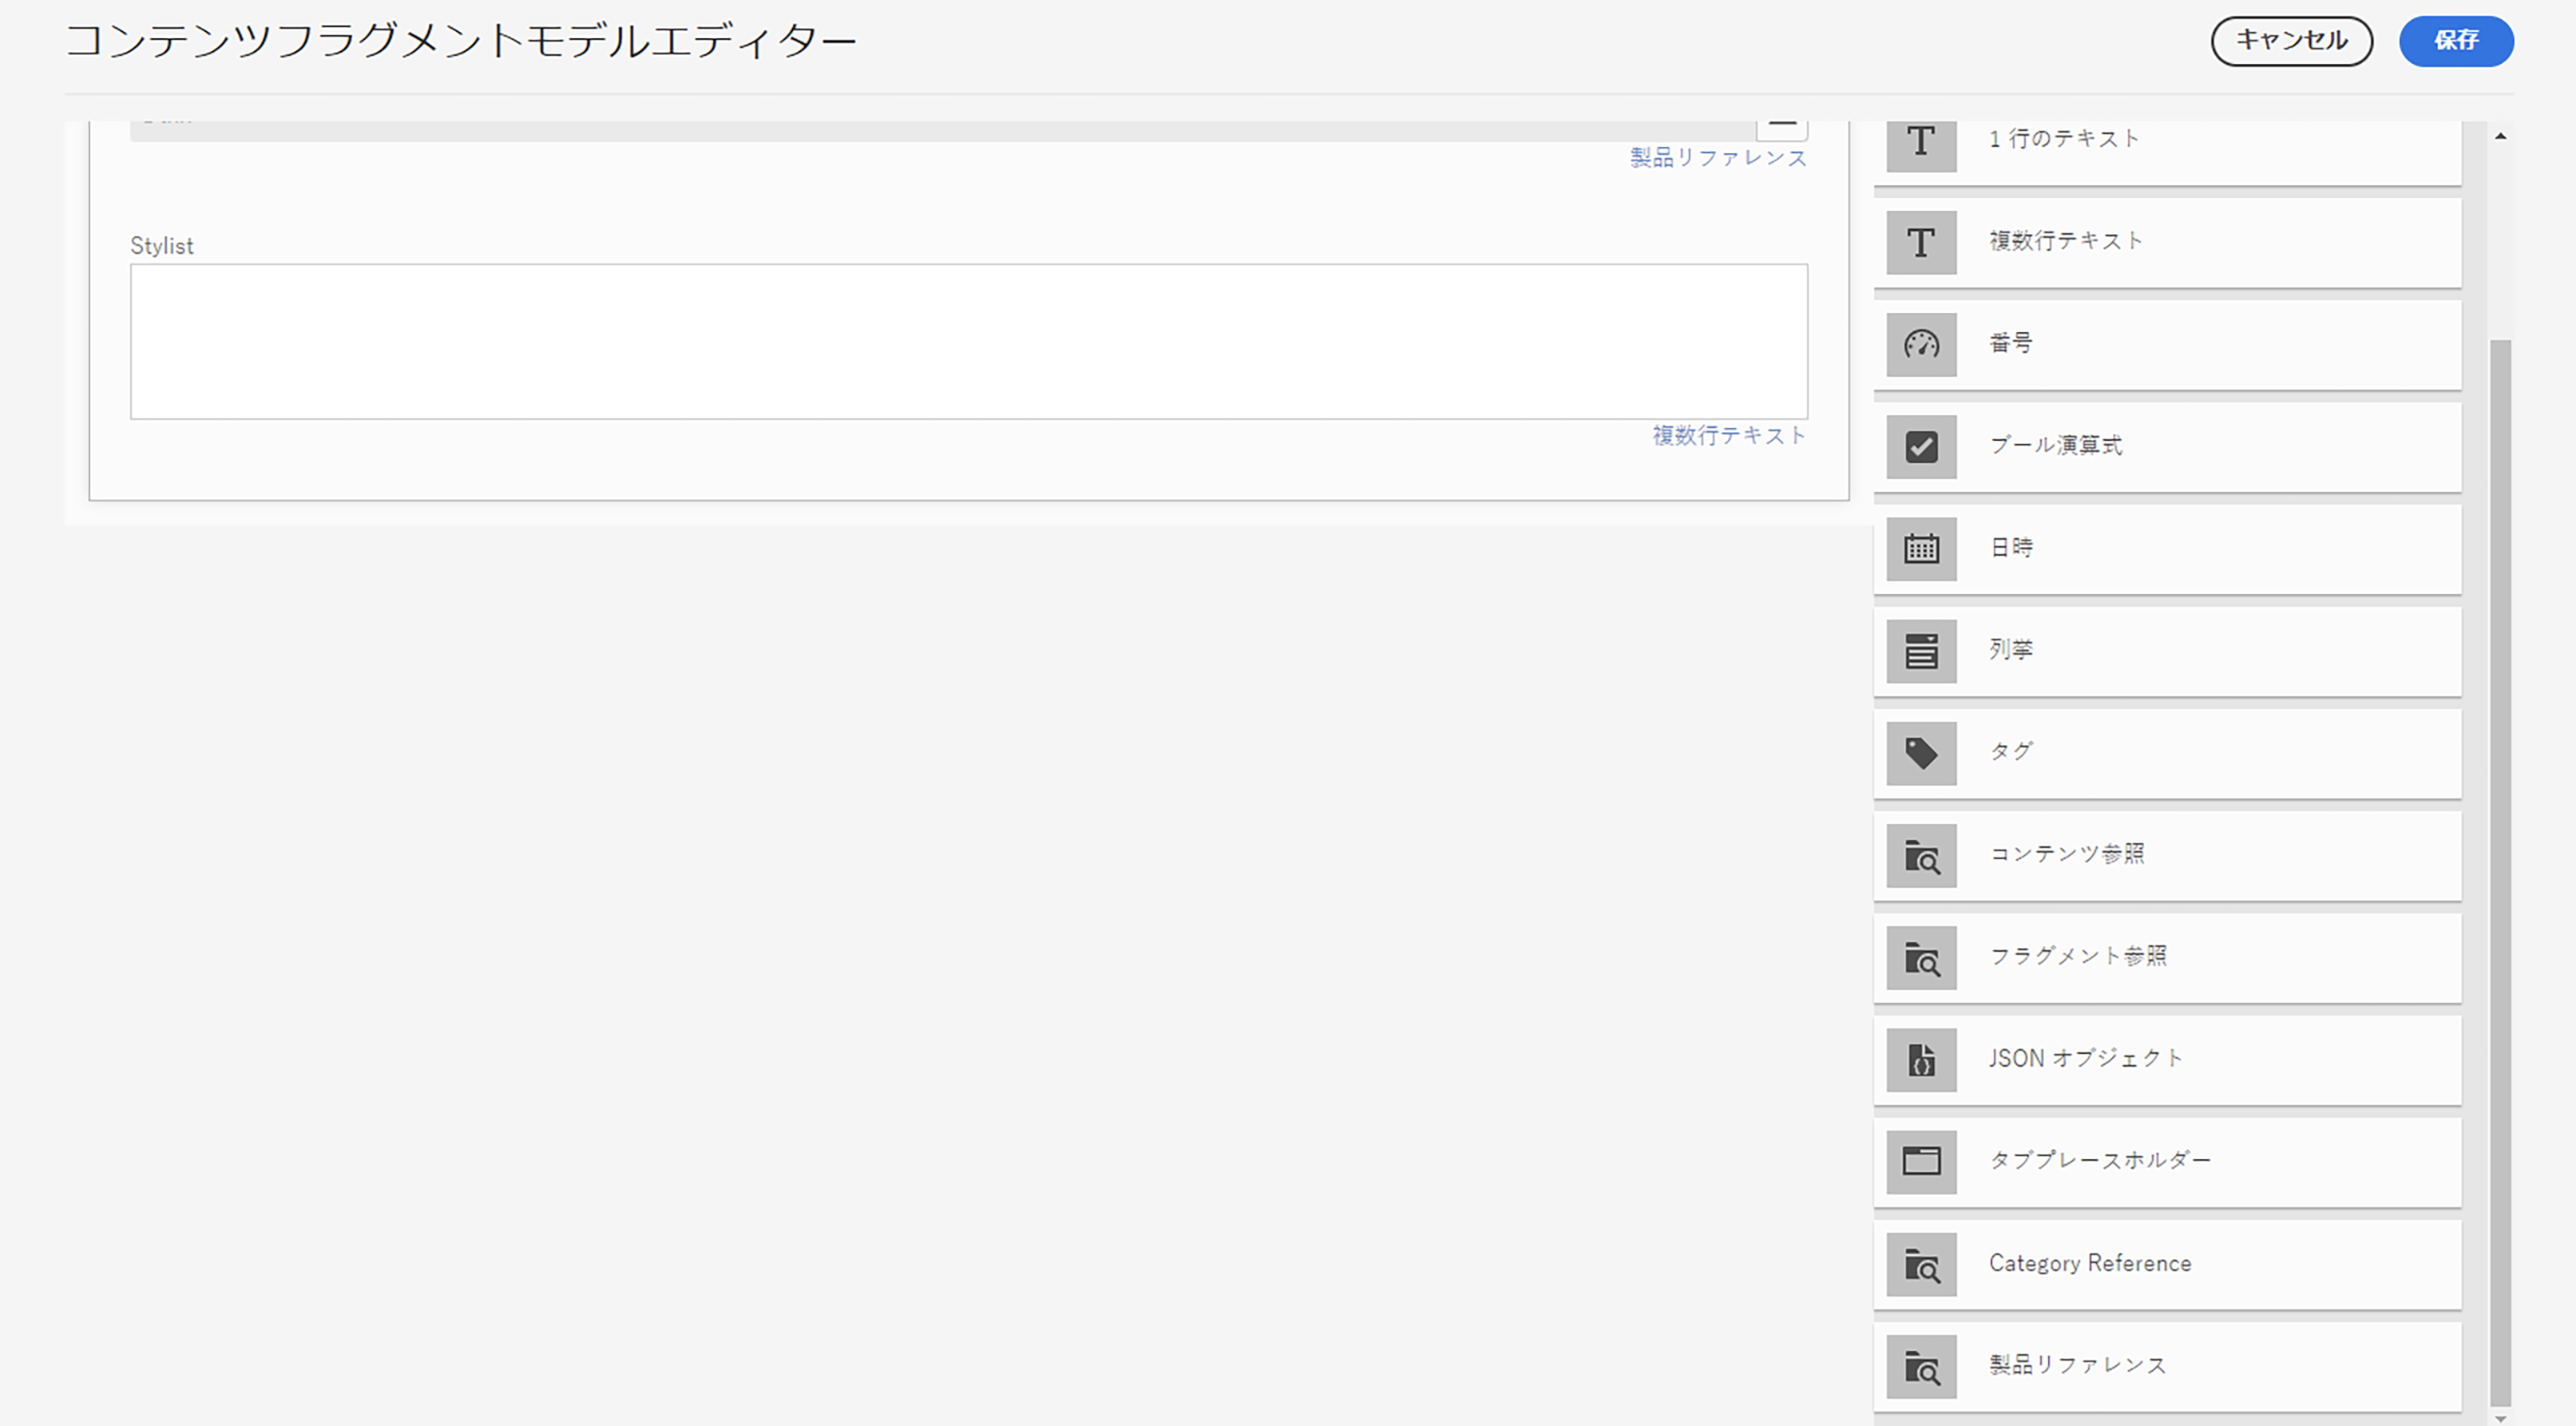 コンテンツフラグメントモデルエディター
キャンセル
保存
製品リファレンス
Stylist
複数行テキスト
1 行のテキスト
複数行テキスト
番号
ブール演算式
日時
列挙
タグ
コンテンツ参照
フラグメント参照
JSON オブジェクト
タブプレースホルダー
Category Reference
製品リファレンス